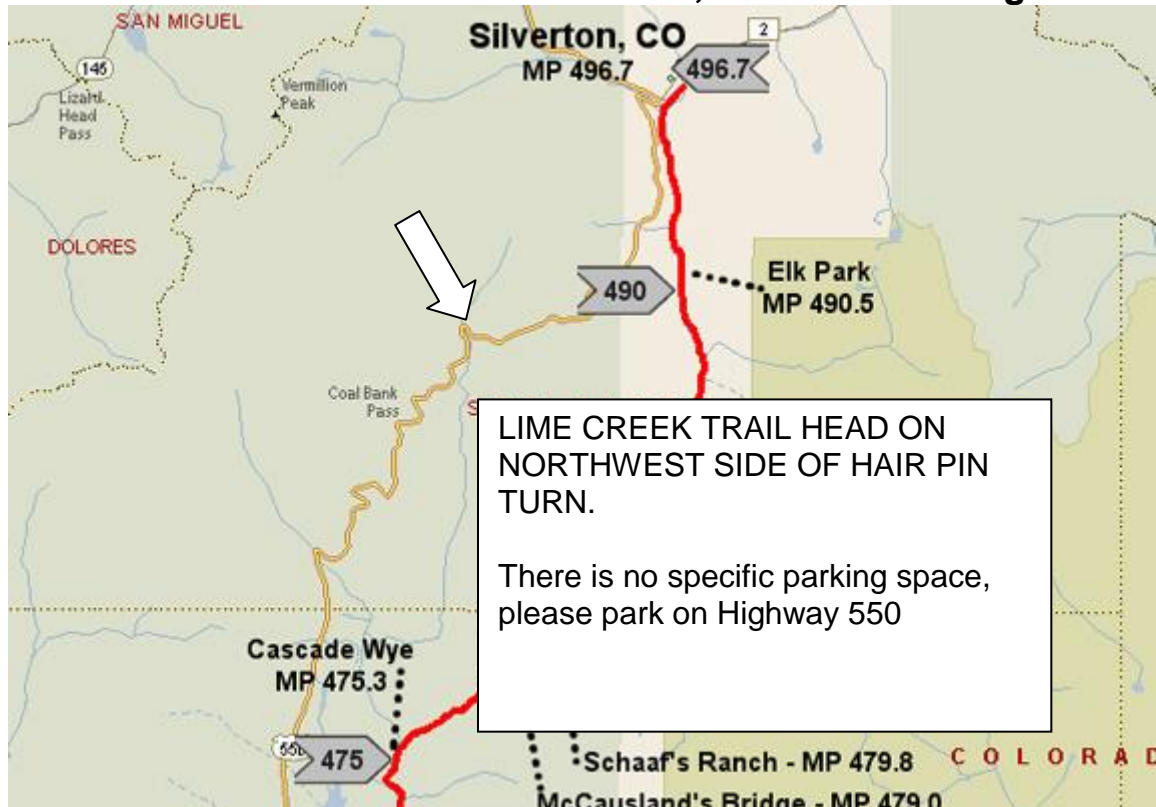 SAN MIGUEL
Silverton, CO
MP 496.7
496.7
2
145
Lizard
Head
Pass
Vermillion
Peak
DOLORES
490
Elk Park
MP 490.5
Coal Bank
Pass
S
LIME CREEK TRAIL HEAD ON
NORTHWEST SIDE OF HAIR PIN
TURN.
There is no specific parking space,
please park on Highway 550
Cascade Wye
MP 475.3
550
475
Schaaf's Ranch - MP 479.8
COLORAD
McCausland's Bridge - MP 479.0